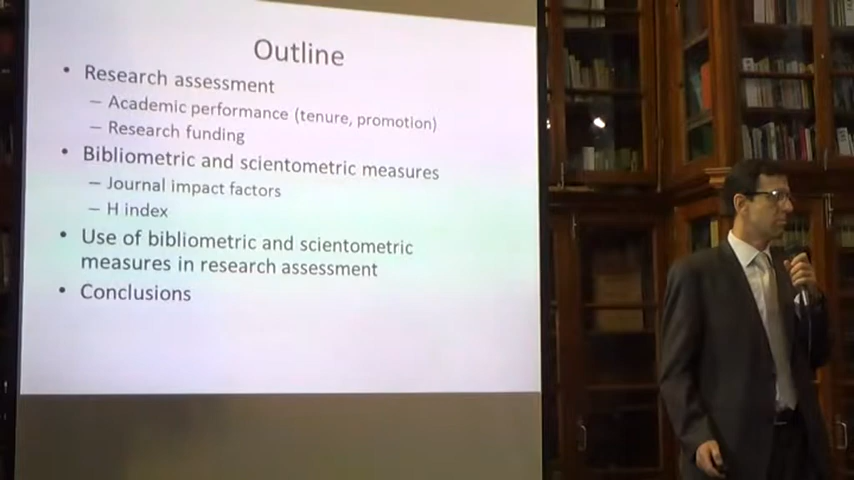 Outline
• Research assessment
– Academic performance (tenure, promotion)
– Research funding
• Bibliometric and scientometric measures
– Journal impact factors
– H index
• Use of bibliometric and scientometric
measures in research assessment
• Conclusions